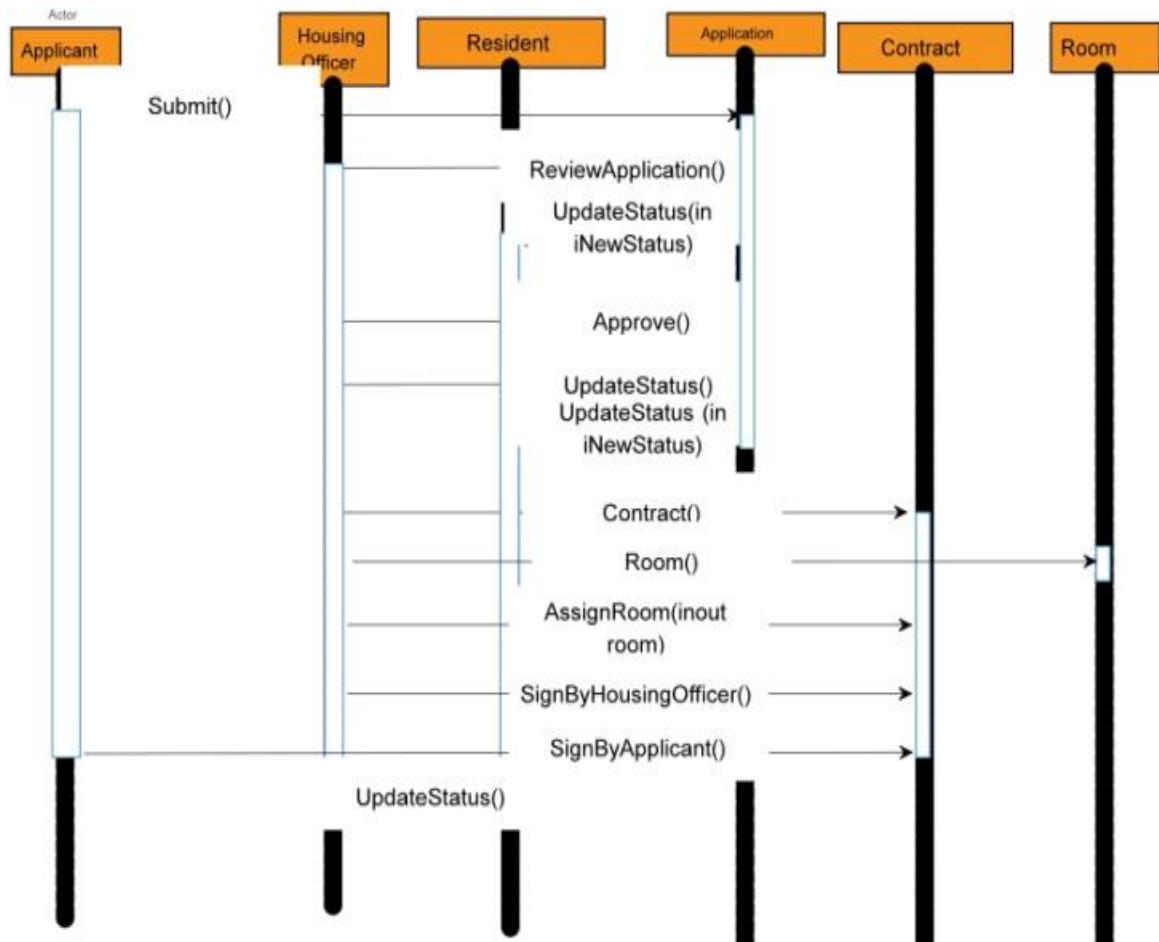 Actor
Applicant
Housing
Officer
Resident
Application
Contract
Room
Submit()
ReviewApplication()
UpdateStatus(in
iNewStatus)
Approve()
UpdateStatus()
UpdateStatus (in
iNewStatus)
Contract()
Room()
AssignRoom(inout
room)
SignByHousingOfficer()
SignByApplicant()
UpdateStatus()